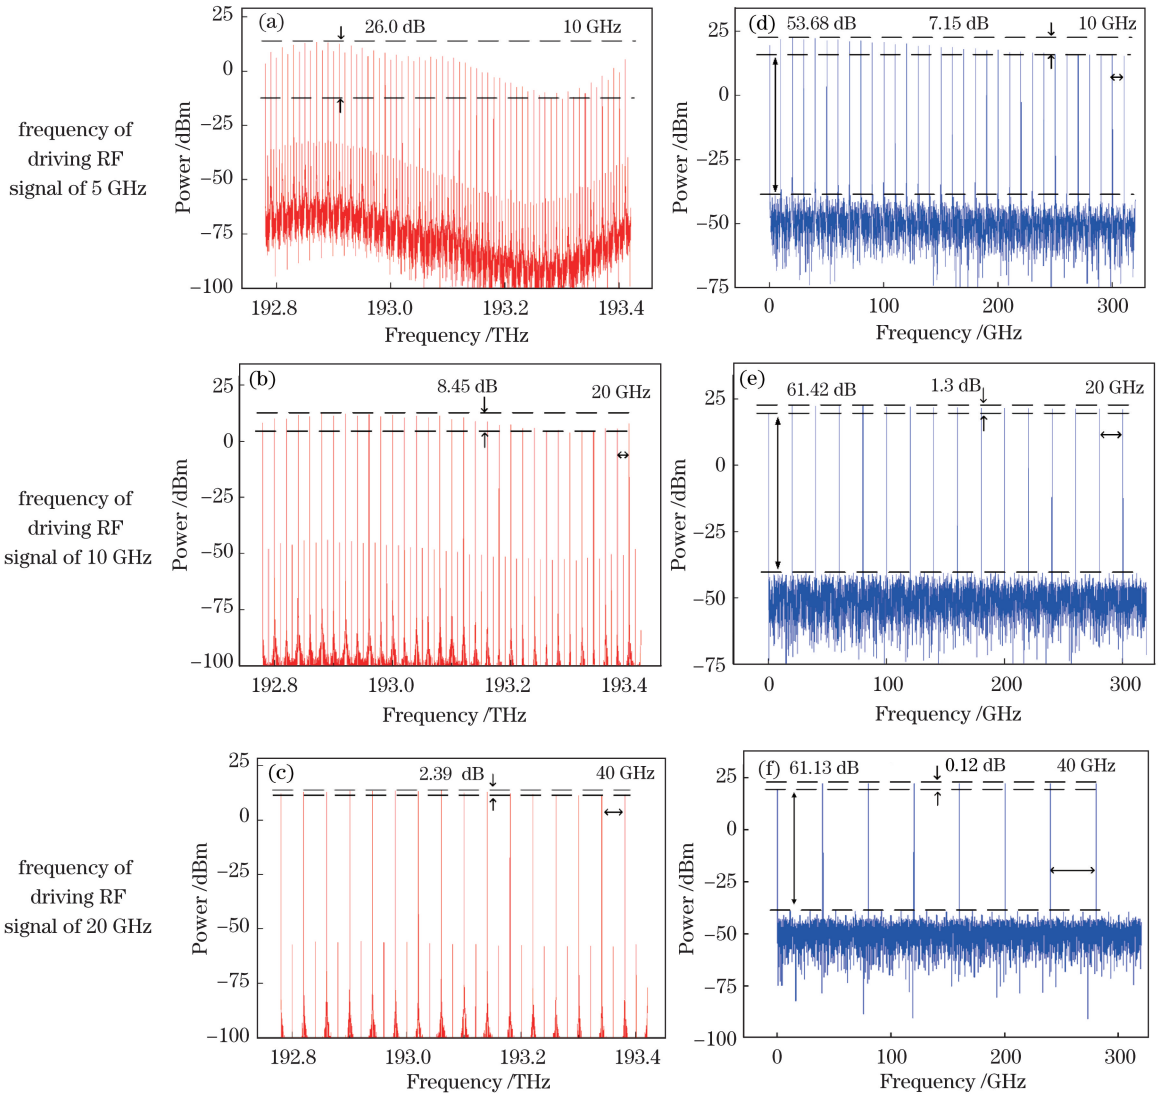 frequency of
driving RF
signal of 5 GHz
(a)
26.0 dB
10 GHz
25
0
−25
−50
−75
−100
Power /dBm
192.8
193.0
193.2
193.4
Frequency /THz
(d)
53.68 dB
7.15 dB
10 GHz
25
0
−25
−50
−75
Power /dBm
0
100
200
300
Frequency /GHz
frequency of
driving RF
signal of 10 GHz
(b)
8.45 dB
20 GHz
25
0
−25
−50
−75
−100
Power /dBm
192.8
193.0
193.2
193.4
Frequency /THz
(e)
61.42 dB
1.3 dB
20 GHz
25
0
−25
−50
−75
Power /dBm
0
100
200
300
Frequency /GHz
frequency of
driving RF
signal of 20 GHz
(c)
2.39 dB
40 GHz
25
0
−25
−50
−75
−100
Power /dBm
192.8
193.0
193.2
193.4
Frequency /THz
(f)
61.13 dB
0.12 dB
40 GHz
25
0
−25
−50
−75
−100
Power /dBm
0
100
200
300
Frequency /GHz